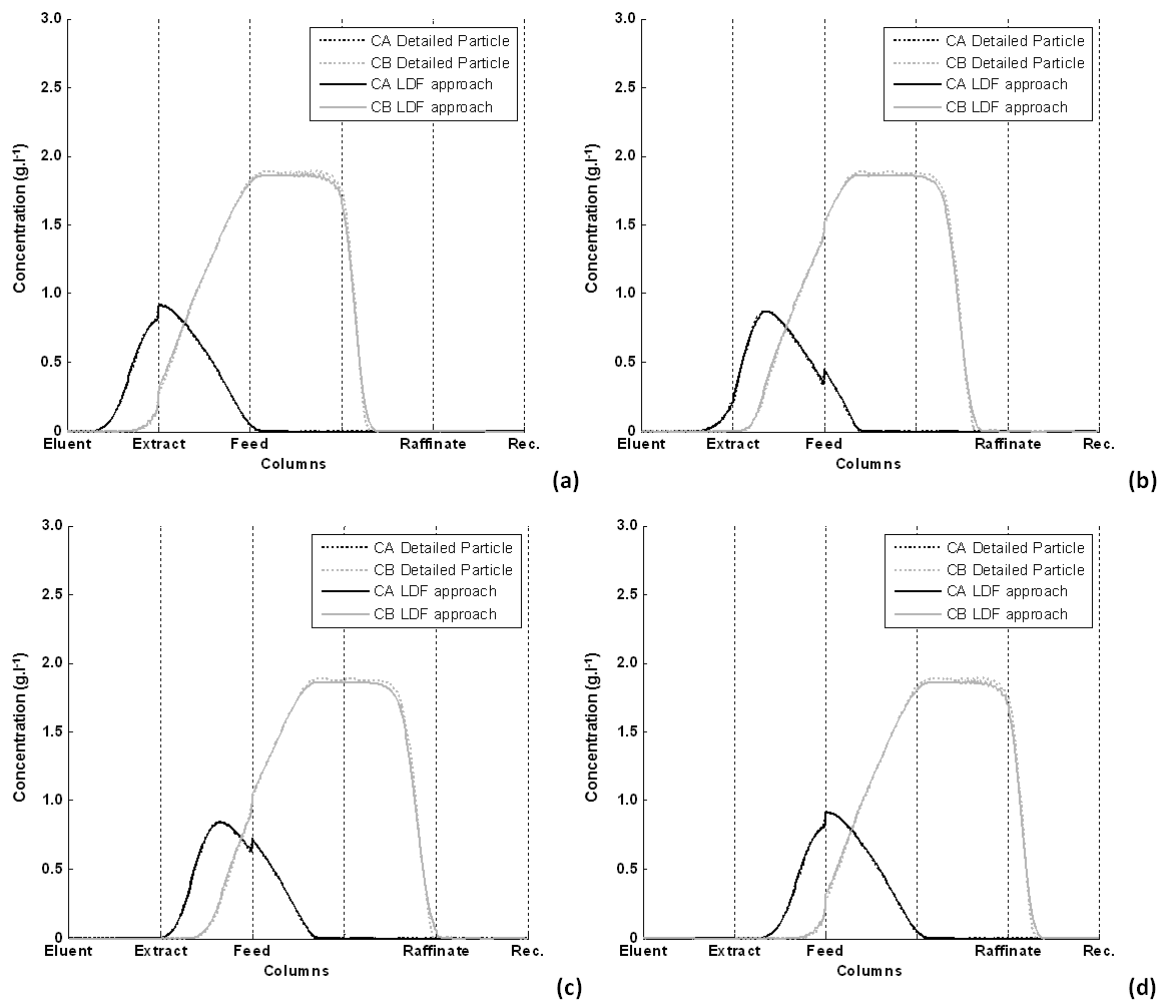 3.0
2.5
2.0
1.5
1.0
0.5
0
Concentration (g.l-1)
CA Detailed Particle
CB Detailed Particle
CA LDF approach
CB LDF approach
Eluent Extract Feed Raffinate Rec.
Columns
(a)
3.0
2.5
2.0
1.5
1.0
0.5
0
Concentration (g.l-1)
CA Detailed Particle
CB Detailed Particle
CA LDF approach
CB LDF approach
Eluent Extract Feed Raffinate Rec.
Columns
(b)
3.0
2.5
2.0
1.5
1.0
0.5
0
Concentration (g.l-1)
CA Detailed Particle
CB Detailed Particle
CA LDF approach
CB LDF approach
Eluent Extract Feed Raffinate Rec.
Columns
(c)
3.0
2.5
2.0
1.5
1.0
0.5
0
Concentration (g.l-1)
CA Detailed Particle
CB Detailed Particle
CA LDF approach
CB LDF approach
Eluent Extract Feed Raffinate Rec.
Columns
(d)